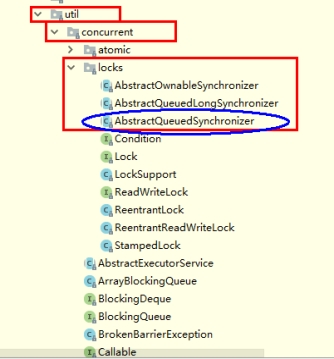 util
concurrent
atomic
locks
AbstractOwnableSynchronizer
AbstractQueuedLongSynchronizer
AbstractQueuedSynchronizer
Condition
Lock
LockSupport
ReadWriteLock
ReentrantLock
ReentrantReadWriteLock
StampedLock
AbstractExecutorService
ArrayBlockingQueue
BlockingDeque
BlockingQueue
BrokenBarrierException
Callable